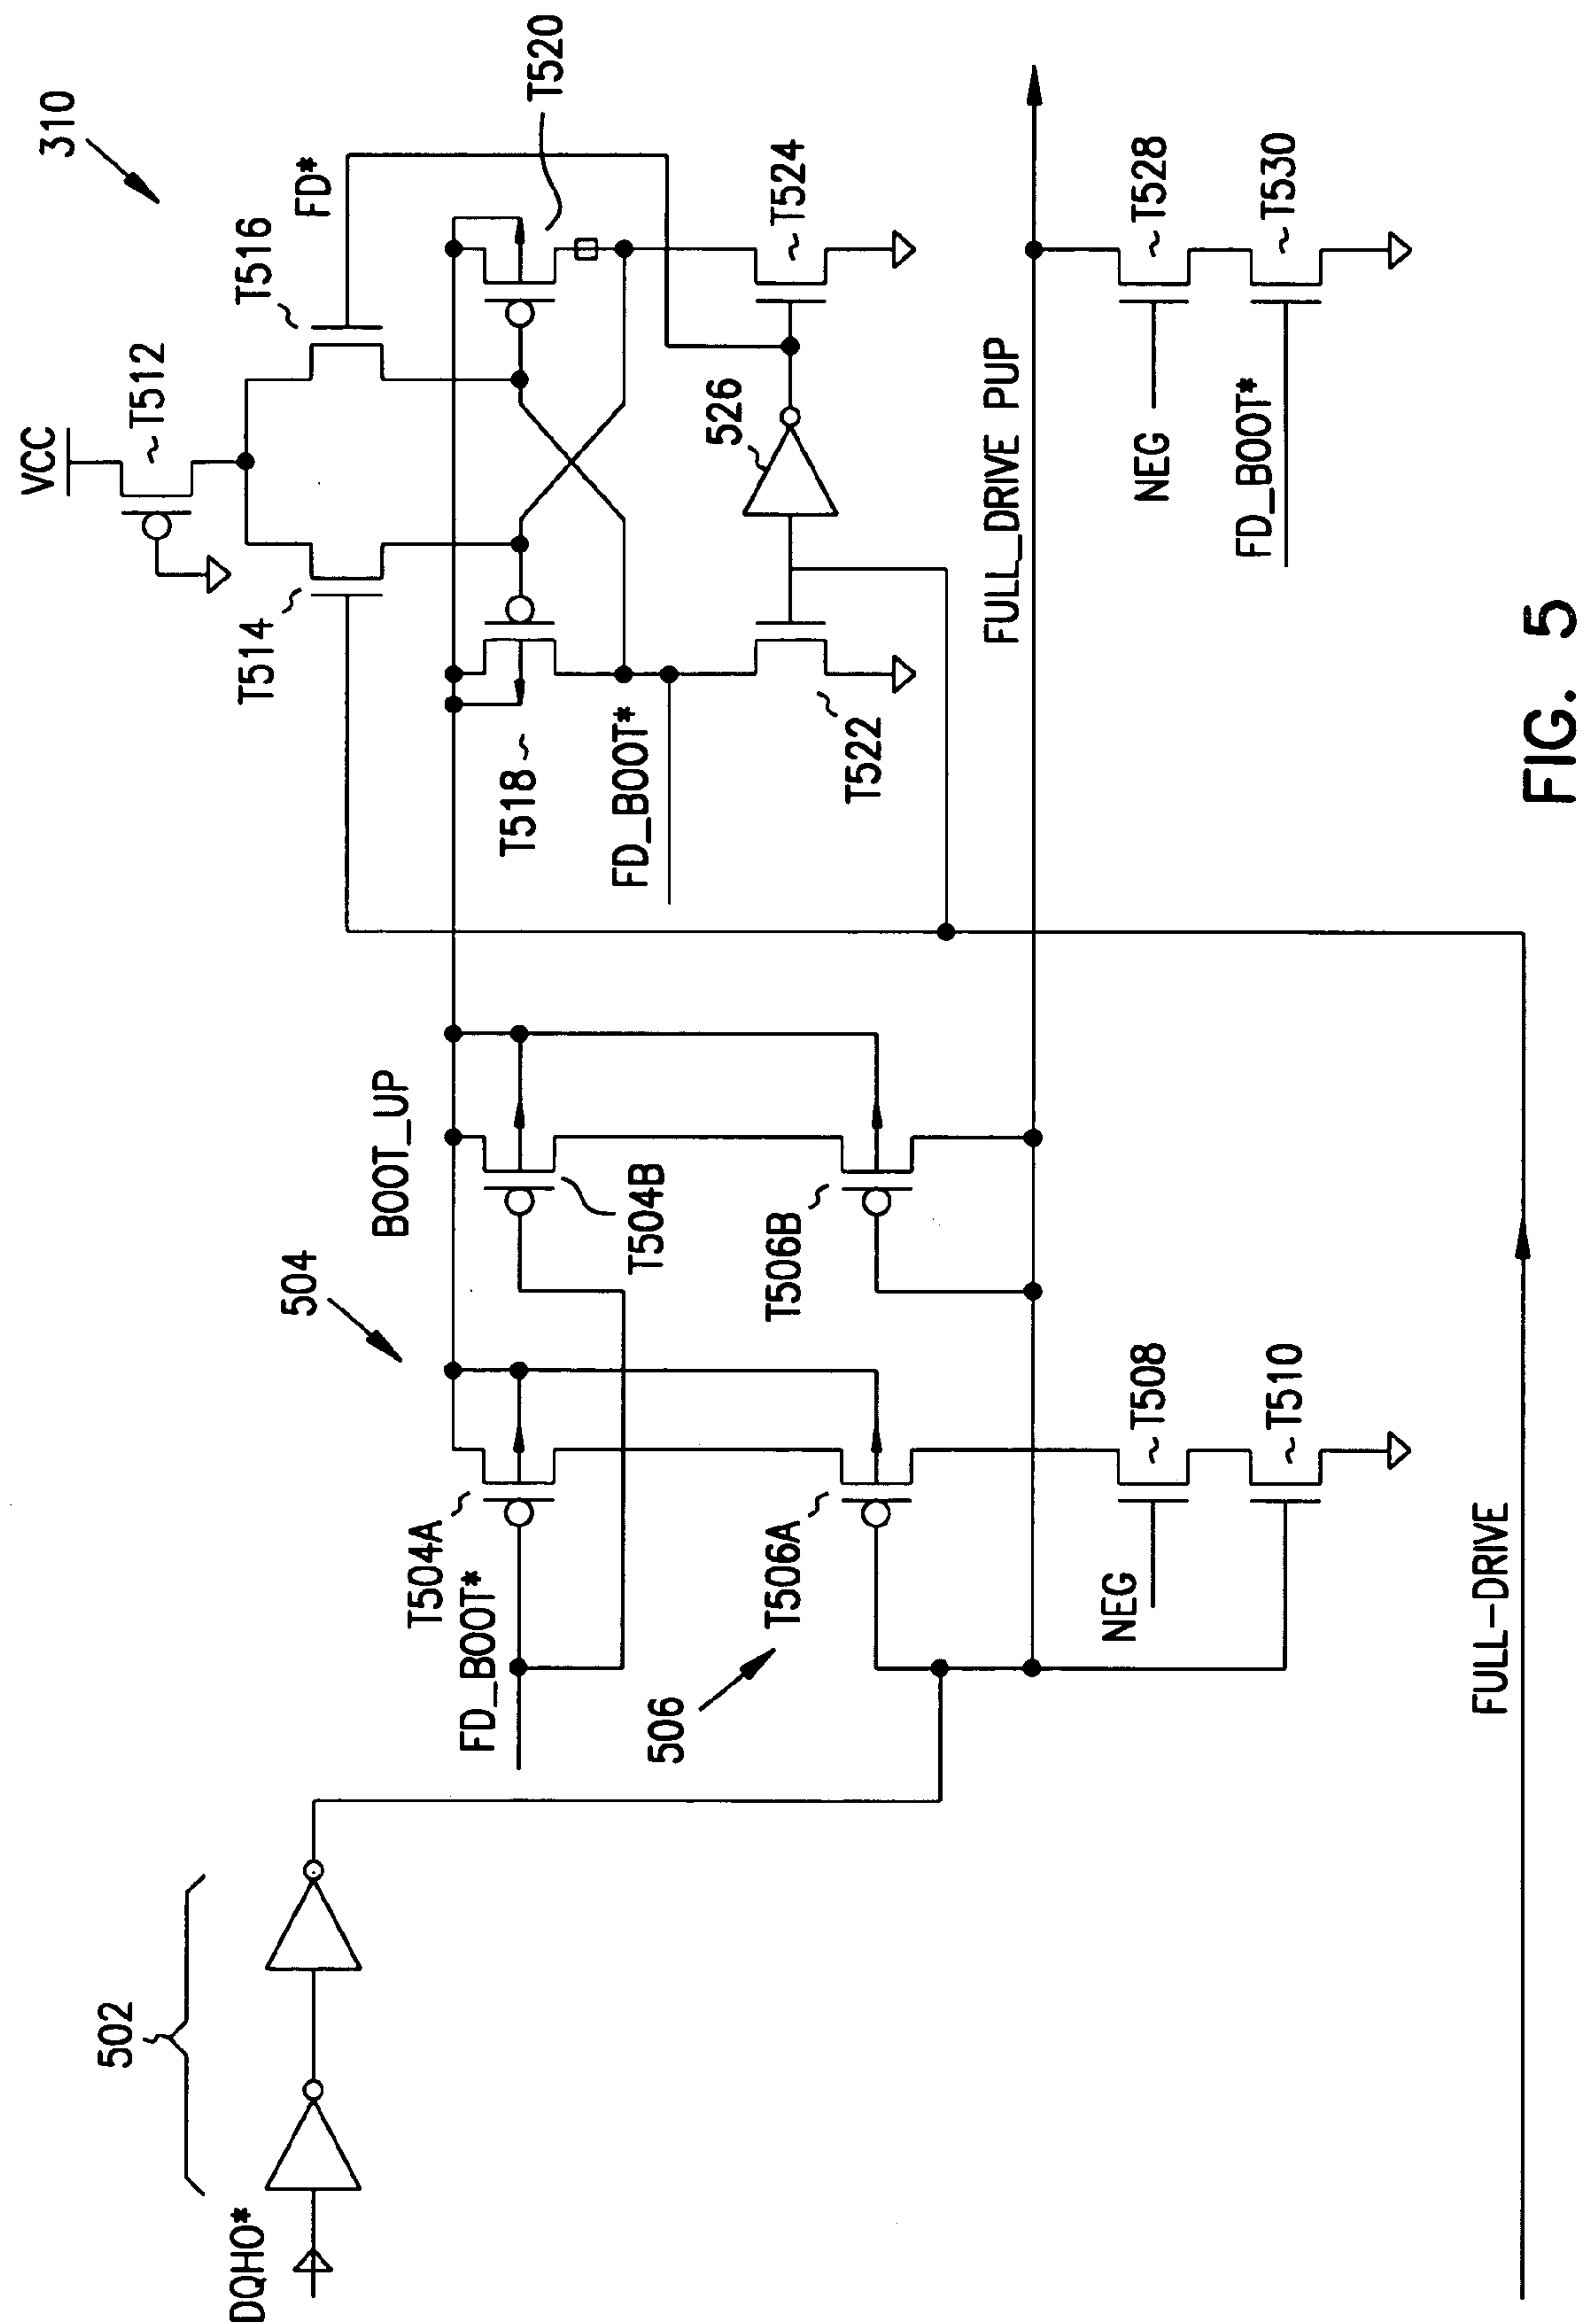 310
VCC
T512
T516
FD*
T520
T514
T518
FD_BOOT*
T522
526
T524
BOOT_UP
504
T504A
FD_BOOT*
T504B
506
T506A
T506B
502
DQHO*
NEG
T508
T510
FULL_DRIVE PUP
NEG
T528
FD_BOOT*
T530
FULL-DRIVE
FIG. 5